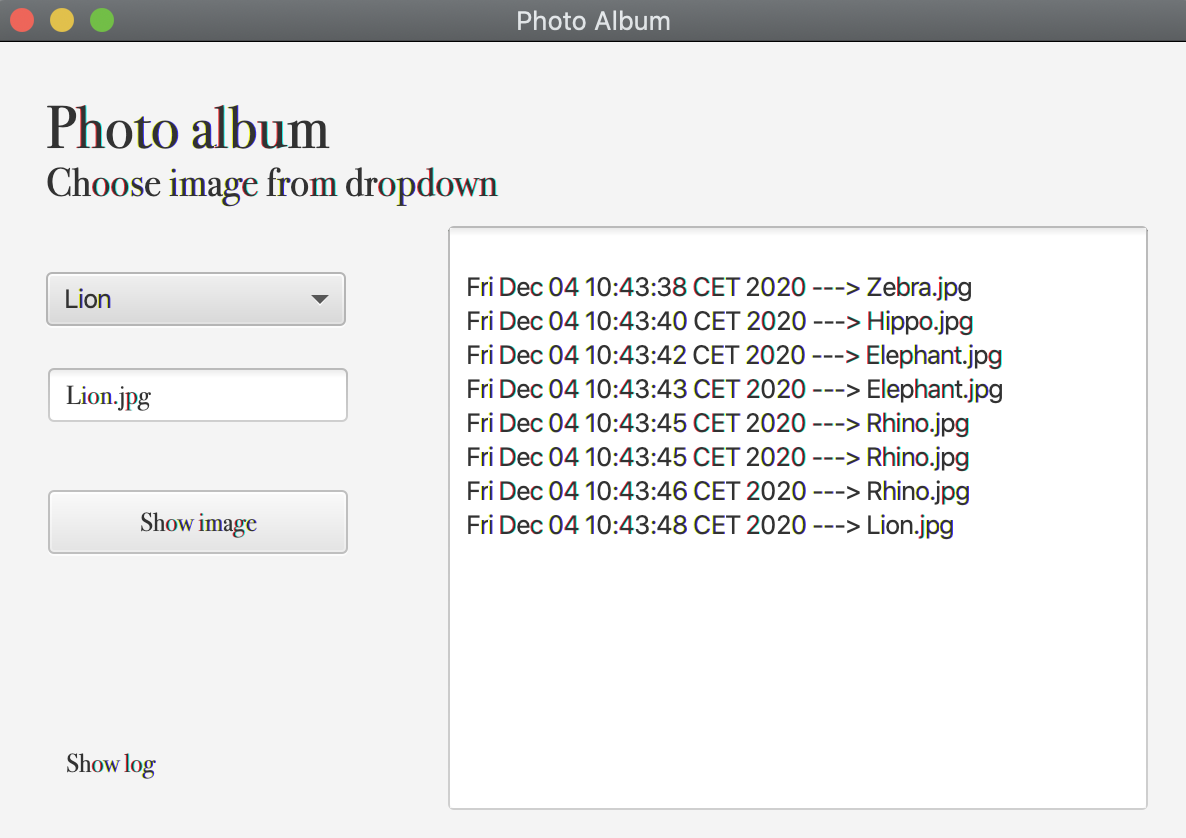 Photo Album
Photo album
Choose image from dropdown
Lion
Lion.jpg
Show image
Show log
Fri Dec 04 10:43:38 CET 2020 ---> Zebra.jpg
Fri Dec 04 10:43:40 CET 2020 ---> Hippo.jpg
Fri Dec 04 10:43:42 CET 2020 ---> Elephant.jpg
Fri Dec 04 10:43:43 CET 2020 ---> Elephant.jpg
Fri Dec 04 10:43:45 CET 2020 ---> Rhino.jpg
Fri Dec 04 10:43:45 CET 2020 ---> Rhino.jpg
Fri Dec 04 10:43:46 CET 2020 ---> Rhino.jpg
Fri Dec 04 10:43:48 CET 2020 ---> Lion.jpg